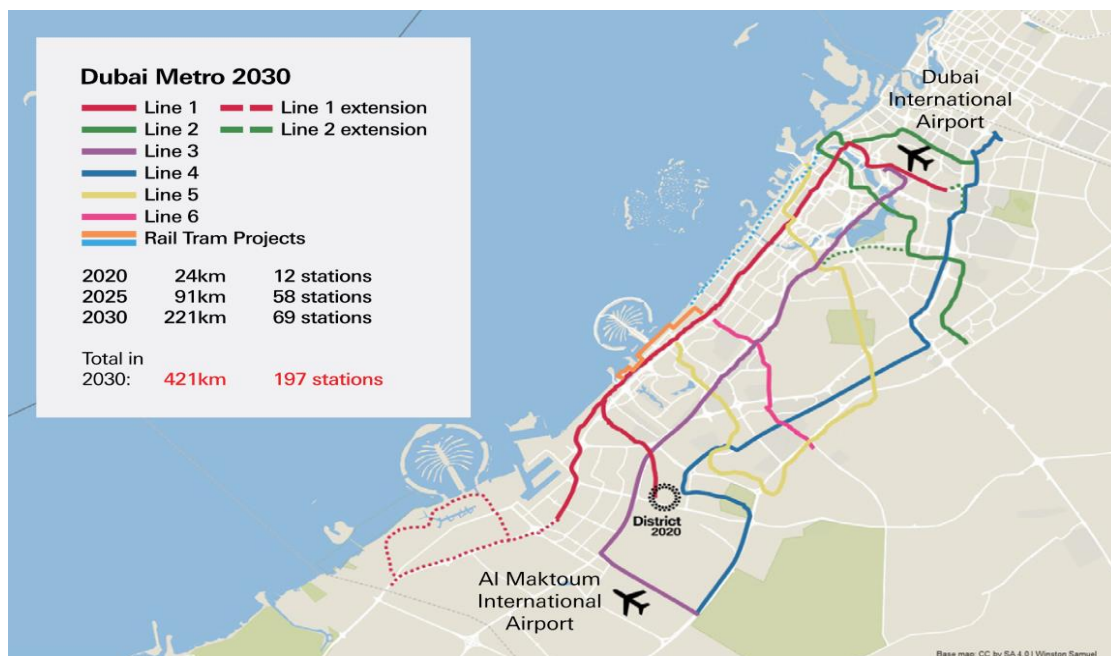 Dubai Metro 2030
Line 1 Line 1 extension
Line 2 Line 2 extension
Line 3
Line 4
Line 5
Line 6
Rail Tram Projects
2020 24km 12 stations
2025 91km 58 stations
2030 221km 69 stations
Total in
2030: 421km 197 stations
Dubai
International
Airport
District
2020
Al Maktoum
International
Airport
Base map: CC by SA 4.0 | Winston Samuel